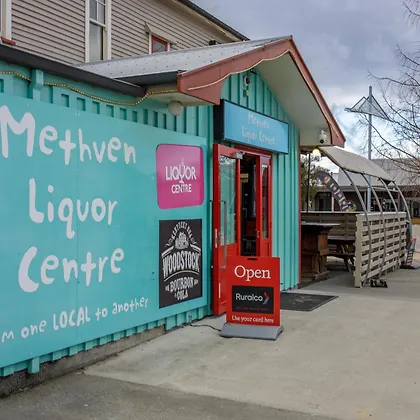 Methven
Liquor
Centre
m one LOCAL to another
LIQUOR
CENTRE
WOODSTOCK
BOURBON
& COLA
Methven
Liquor Centre
Open
Ruralco
Use your card here